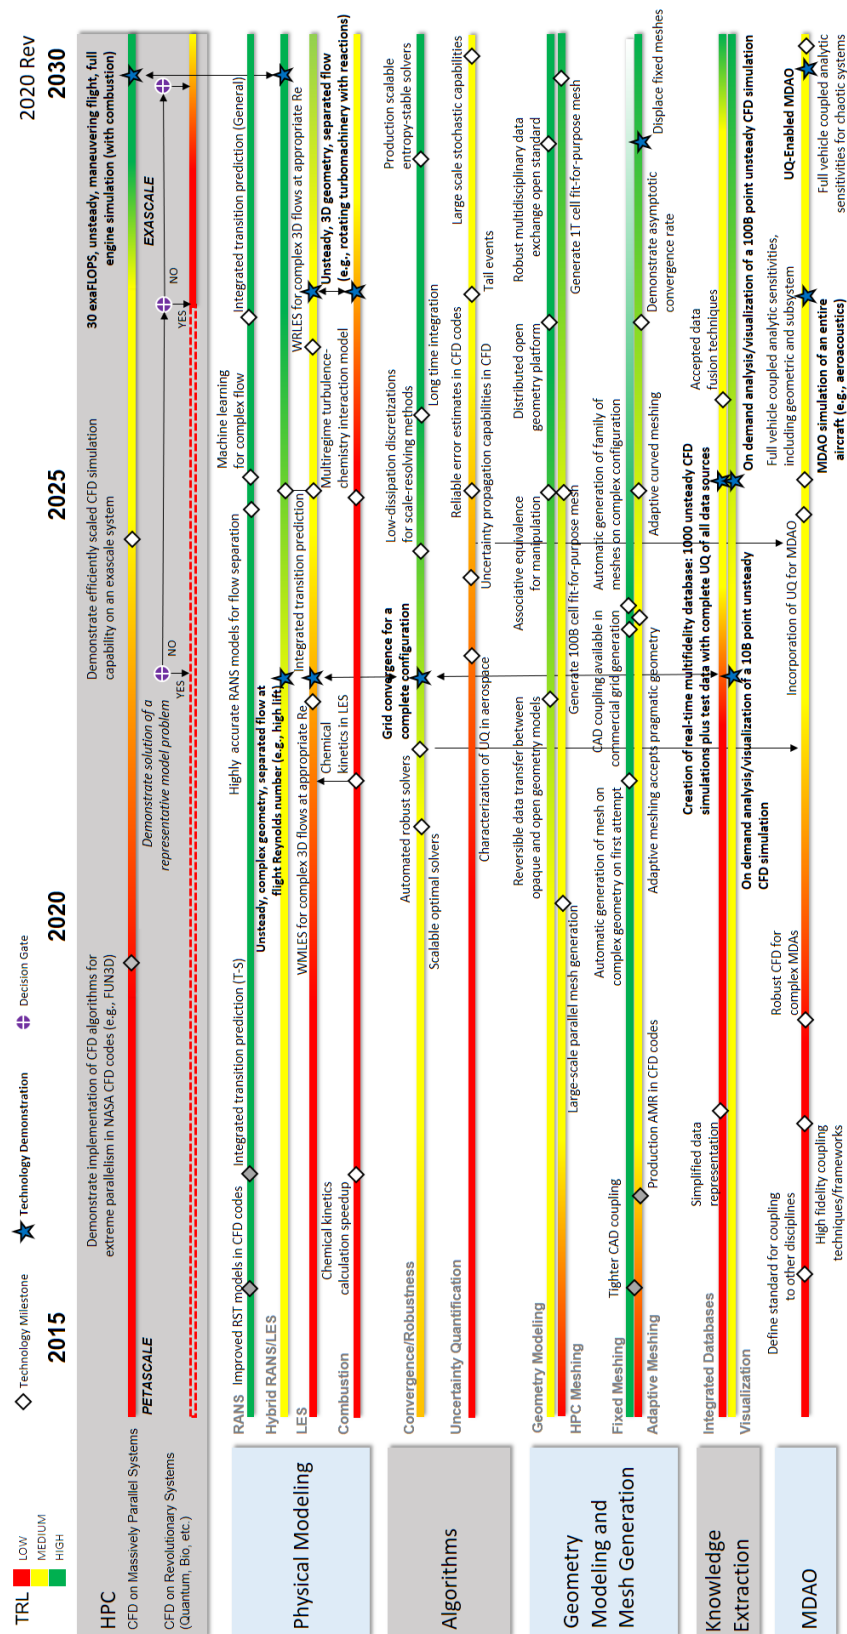 TRL
LOW
MEDIUM
HIGH
Technology Milestone
Technology Demonstration
Decision Gate
2020 Rev
2015
2020
2025
2030
HPC
CFD on Massively Parallel Systems
CFD on Revolutionary Systems
(Quantum, Bio, etc.)
PETASCALE
Demonstrate implementation of CFD algorithms for
extreme parallelism in NASA CFD codes (e.g., FUN3D)
Demonstrate efficiently scaled CFD simulation
capability on an exascale system
30 exaFLOPS, unsteady, maneuvering flight, full
engine simulation (with combustion)
EXASCALE
Demonstrate solution of a
representative model problem
YES
NO
YES
NO
Physical Modeling
RANS
Improved RST models in CFD codes
Integrated transition prediction (T-S)
Highly accurate RANS models for flow separation
Machine learning
for complex flow
Integrated transition prediction (General)
Hybrid RANS/LES
Unsteady, complex geometry, separated flow at
flight Reynolds number (e.g., high lift)
Integrated transition prediction
LES
WMLES for complex 3D flows at appropriate Re
WRLES for complex 3D flows at appropriate Re
Unsteady, 3D geometry, separated flow
(e.g., rotating turbomachinery with reactions)
Combustion
Chemical kinetics
calculation speedup
Chemical
kinetics in LES
Multiregime turbulence-
chemistry interaction model
Algorithms
Convergence/Robustness
Automated robust solvers
Scalable optimal solvers
Grid convergence for a
complete configuration
Low-dissipation discretizations
for scale-resolving methods
Long time integration
Production scalable
entropy-stable solvers
Uncertainty Quantification
Characterization of UQ in aerospace
Reliable error estimates in CFD codes
Uncertainty propagation capabilities in CFD
Tail events
Large scale stochastic capabilities
Geometry
Modeling and
Mesh Generation
Geometry Modeling
Reversible data transfer between
opaque and open geometry models
Associative equivalence
for manipulation
Distributed open
geometry platform
Robust multidisciplinary data
exchange open standard
HPC Meshing
Large-scale parallel mesh generation
Generate 100B cell fit-for-purpose mesh
Generate 1T cell fit-for-purpose mesh
Fixed Meshing
Tighter CAD coupling
Automatic generation of mesh on
complex geometry on first attempt
CAD coupling available in
commercial grid generation
Automatic generation of family of
meshes on complex configuration
Adaptive Meshing
Production AMR in CFD codes
Adaptive meshing accepts pragmatic geometry
Adaptive curved meshing
Demonstrate asymptotic
convergence rate
Displace fixed meshes
Knowledge
Extraction
Integrated Databases
Simplified data
representation
Creation of real-time multifidelity database: 1000 unsteady CFD
simulations plus test data with complete UQ of all data sources
Accepted data
fusion techniques
Visualization
On demand analysis/visualization of a 10B point unsteady
CFD simulation
On demand analysis/visualization of a 100B point unsteady CFD simulation
MDAO
Define standard for coupling
to other disciplines
High fidelity coupling
techniques/frameworks
Robust CFD for
complex MDAs
Incorporation of UQ for MDAO
Full vehicle coupled analytic sensitivities,
including geometric and subsystem
MDAO simulation of an entire
aircraft (e.g., aeroacoustics)
UQ-Enabled MDAO
Full vehicle coupled analytic
sensitivities for chaotic systems